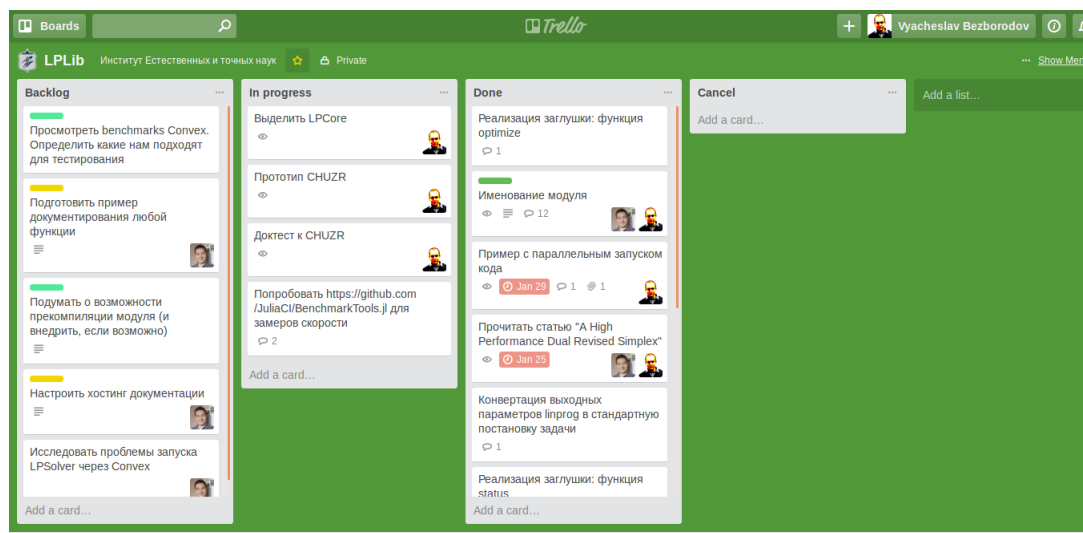 Boards
Trello
Vyacheslav Bezborodov
LPLib
Институт Естественных и точных наук
Private
Show Men
Backlog
Просмотреть benchmarks Convex.
Определить какие нам подходят
для тестирования
Подготовить пример
документирования любой
функции
Подумать о возможности
прекомпиляции модуля (и
внедрить, если возможно)
Настроить хостинг документации
Исследовать проблемы запуска
LPSolver через Convex
Add a card…
In progress
Выделить LPCore
Прототип CHUZR
Доктест к CHUZR
Попробовать https://github.com
/JuliaCI/BenchmarkTools.jl для
замеров скорости
2
Add a card…
Done
Реализация заглушки: функция
optimize
1
Именование модуля
12
Пример с параллельным запуском
кода
Jan 29 1 1
Прочитать статью "A High
Performance Dual Revised Simplex"
Jan 25
Конвертация выходных
параметров linprog в стандартную
постановку задачи
1
Реализация заглушки: функция
status
Add a card…
Cancel
Add a card…
Add a list…